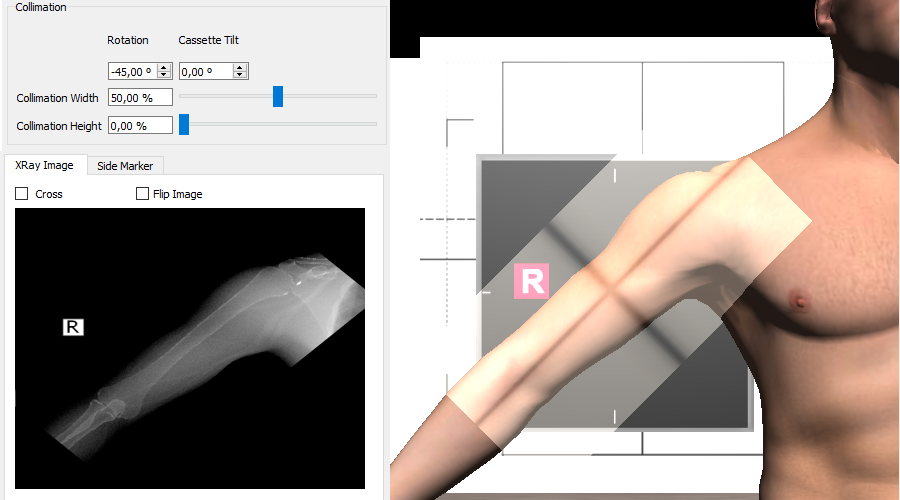 Collimation
Rotation Cassette Tilt
-45,00 º 0,00 º
Collimation Width 50,00 %
Collimation Height 0,00 %
XRay Image Side Marker
Cross Flip Image
R
R